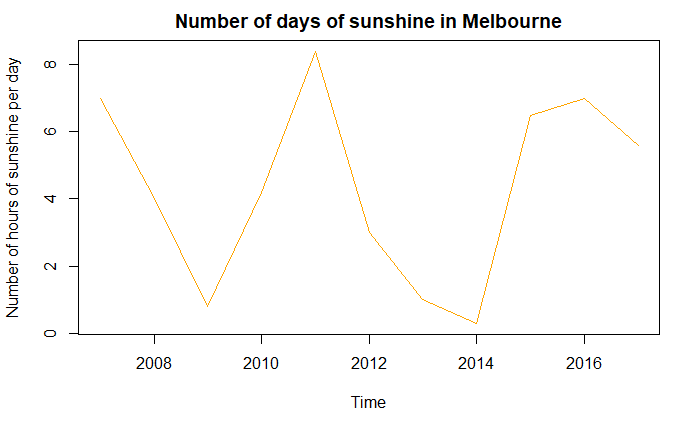 Number of days of sunshine in Melbourne
Number of hours of sunshine per day
8
6
4
2
0
2008 2010 2012 2014 2016
Time